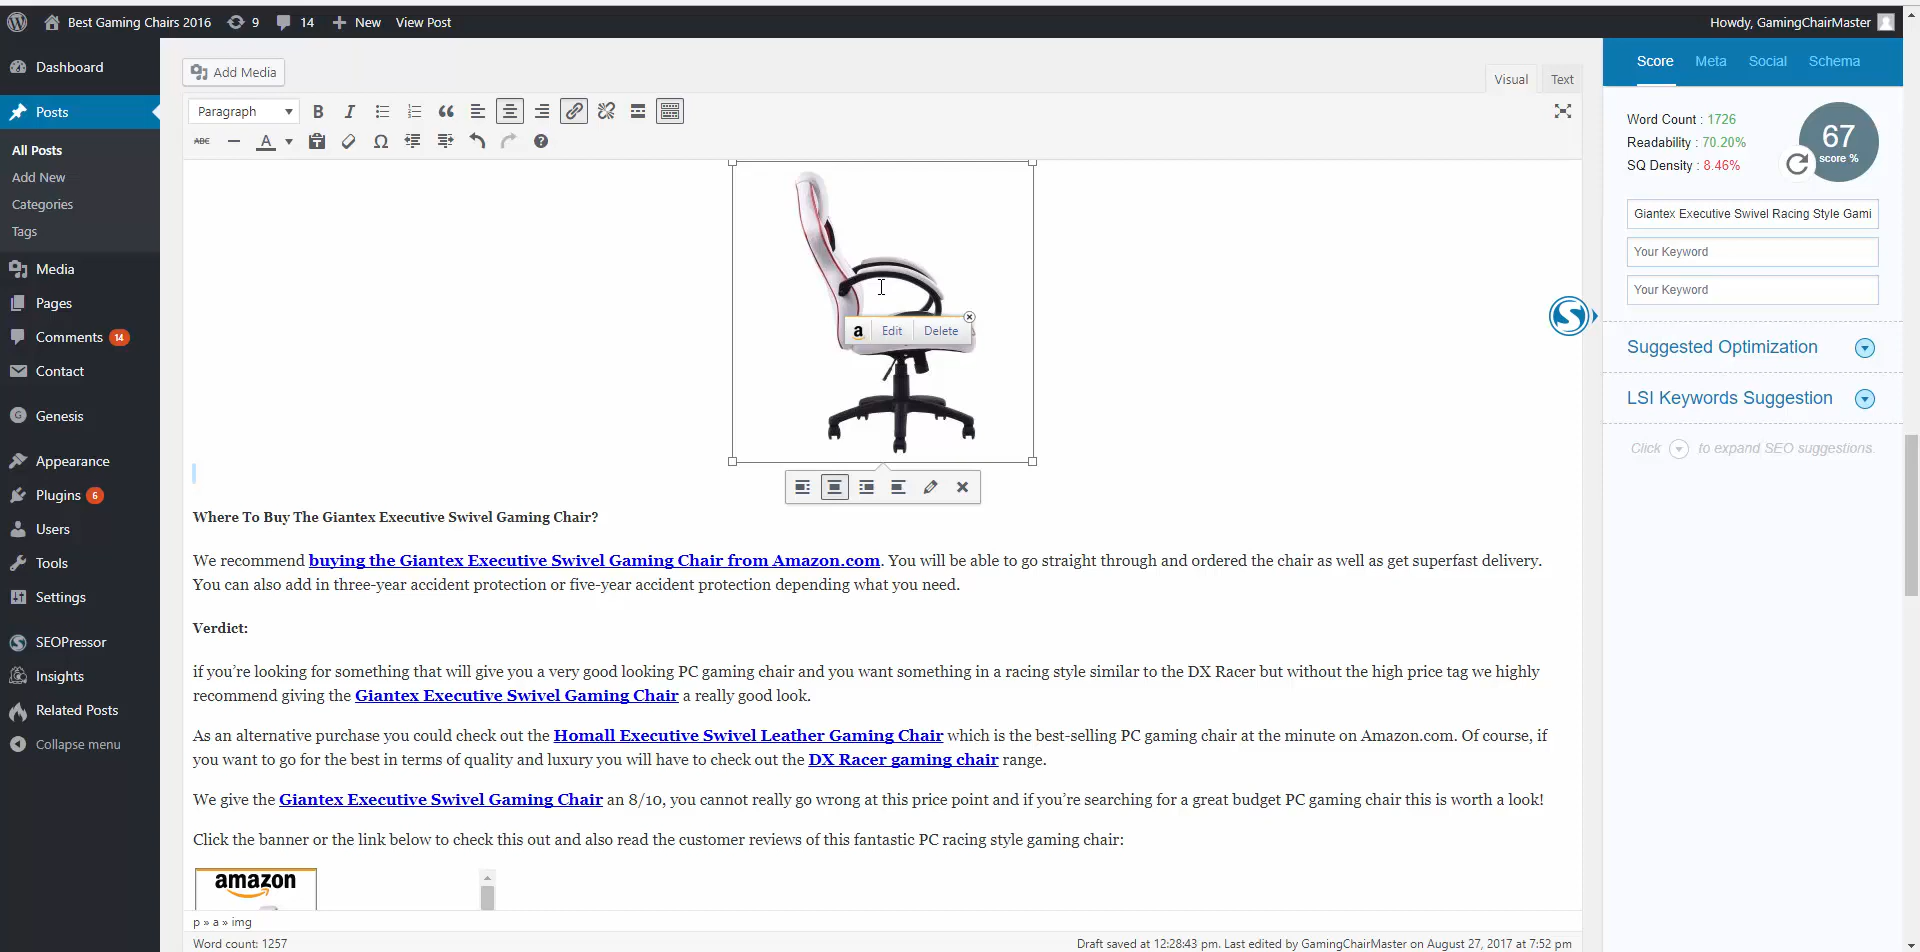 Best Gaming Chairs 2016 9 14 New View Post Howdy, GamingChairMaster
Dashboard
Posts
All Posts
Add New
Categories
Tags
Media
Pages
Comments 14
Contact
Genesis
Appearance
Plugins 6
Users
Tools
Settings
SEOPressor
Insights
Related Posts
Collapse menu
Add Media
Visual Text
Paragraph
ABC
a Edit Delete
Where To Buy The Giantex Executive Swivel Gaming Chair?
We recommend buying the Giantex Executive Swivel Gaming Chair from Amazon.com. You will be able to go straight through and ordered the chair as well as get superfast delivery.
You can also add in three-year accident protection or five-year accident protection depending what you need.
Verdict:
if you’re looking for something that will give you a very good looking PC gaming chair and you want something in a racing style similar to the DX Racer but without the high price tag we highly
recommend giving the Giantex Executive Swivel Gaming Chair a really good look.
As an alternative purchase you could check out the Homall Executive Swivel Leather Gaming Chair which is the best-selling PC gaming chair at the minute on Amazon.com. Of course, if
you want to go for the best in terms of quality and luxury you will have to check out the DX Racer gaming chair range.
We give the Giantex Executive Swivel Gaming Chair an 8/10, you cannot really go wrong at this price point and if you’re searching for a great budget PC gaming chair this is worth a look!
Click the banner or the link below to check this out and also read the customer reviews of this fantastic PC racing style gaming chair:
amazon
p » a » img
Word count: 1257
Draft saved at 12:28:43 pm. Last edited by GamingChairMaster on August 27, 2017 at 7:52 pm
Score Meta Social Schema
Word Count : 1726
Readability : 70.20%
SQ Density : 8.46%
67
score %
Giantex Executive Swivel Racing Style Gami
Your Keyword
Your Keyword
Suggested Optimization
LSI Keywords Suggestion
Click to expand SEO suggestions.